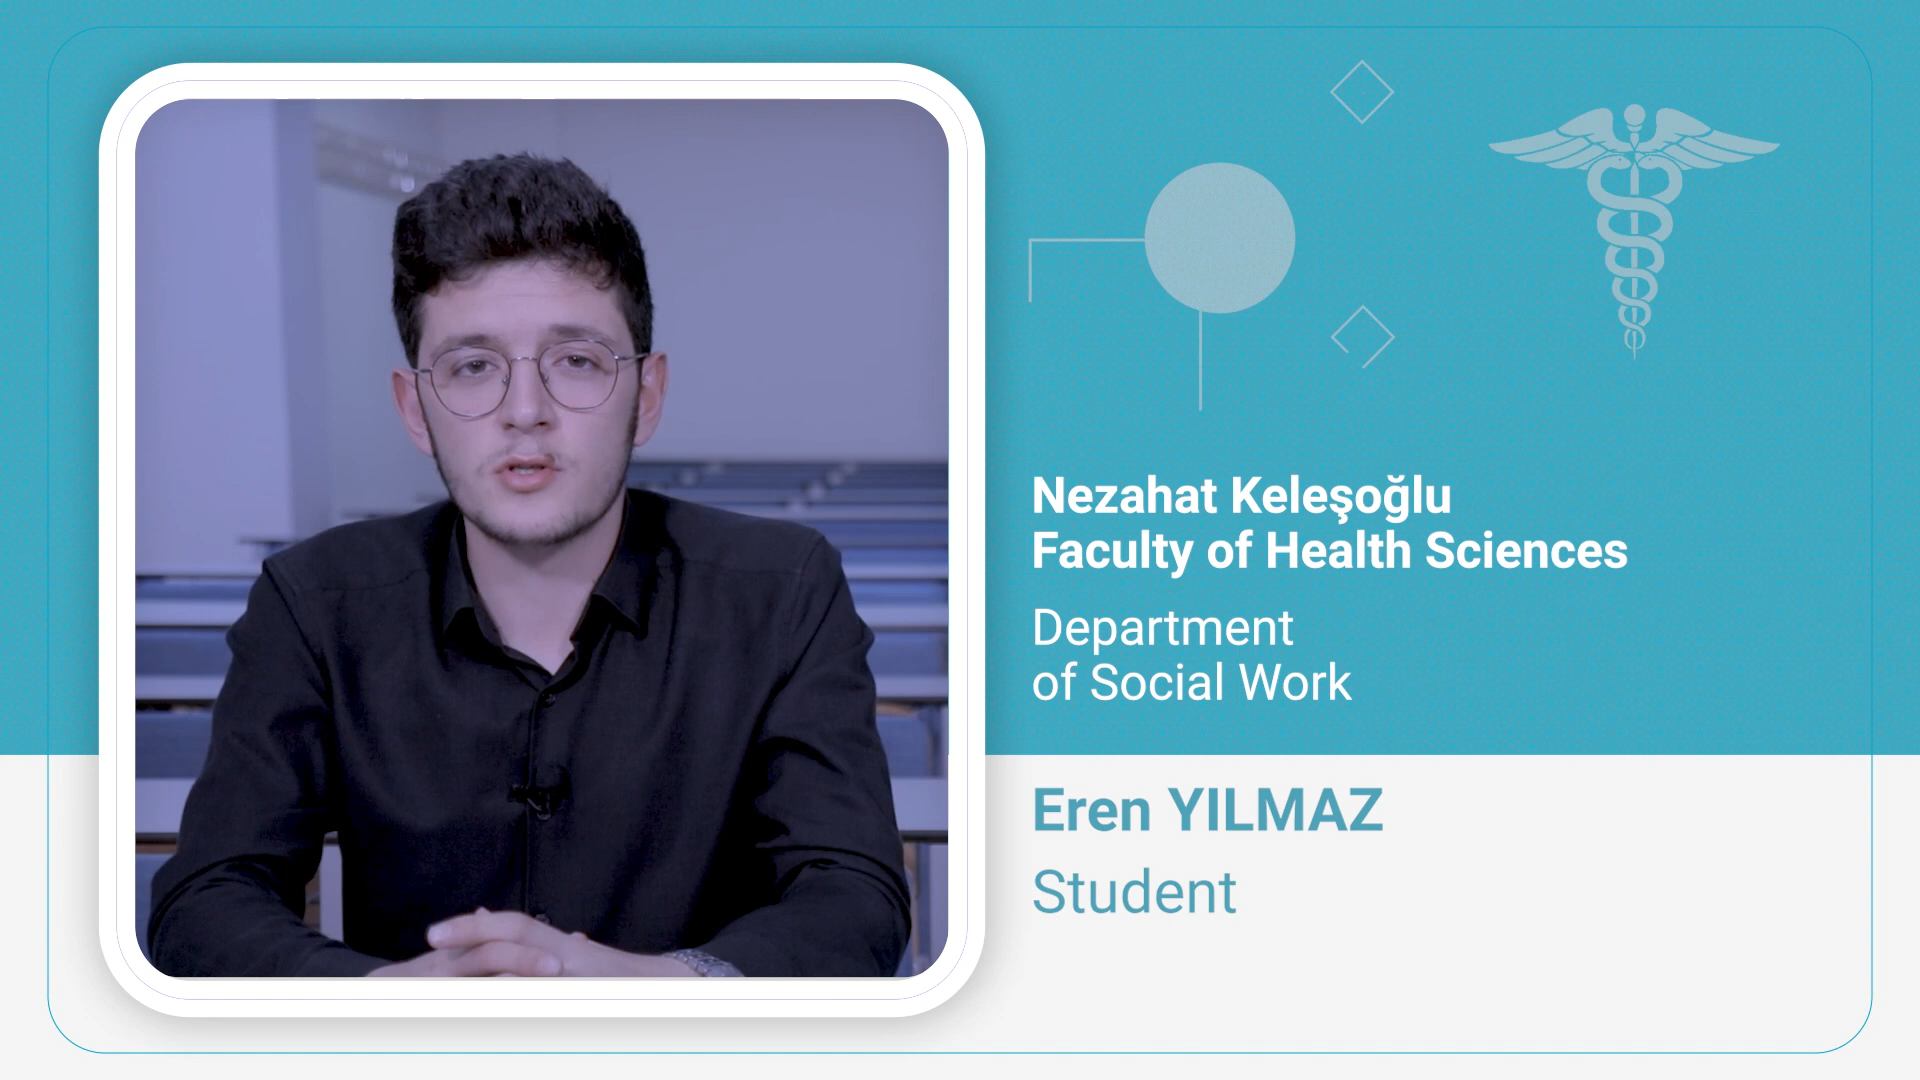 Nezahat Keleşoğlu
Faculty of Health Sciences
Department
of Social Work
Eren YILMAZ
Student